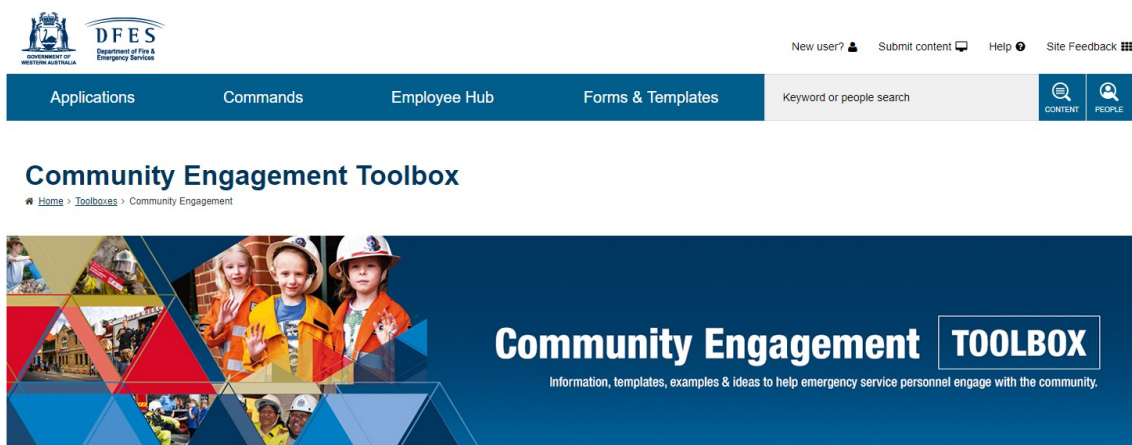 GOVERNMENT OF
WESTERN AUSTRALIA
DFES
Department of Fire &
Emergency Services
New user? Submit content Help Site Feedback
Applications Commands Employee Hub Forms & Templates Keyword or people search CONTENT PEOPLE
Community Engagement Toolbox
Home > Toolboxes > Community Engagement
Community Engagement TOOLBOX
Information, templates, examples & ideas to help emergency service personnel engage with the community.